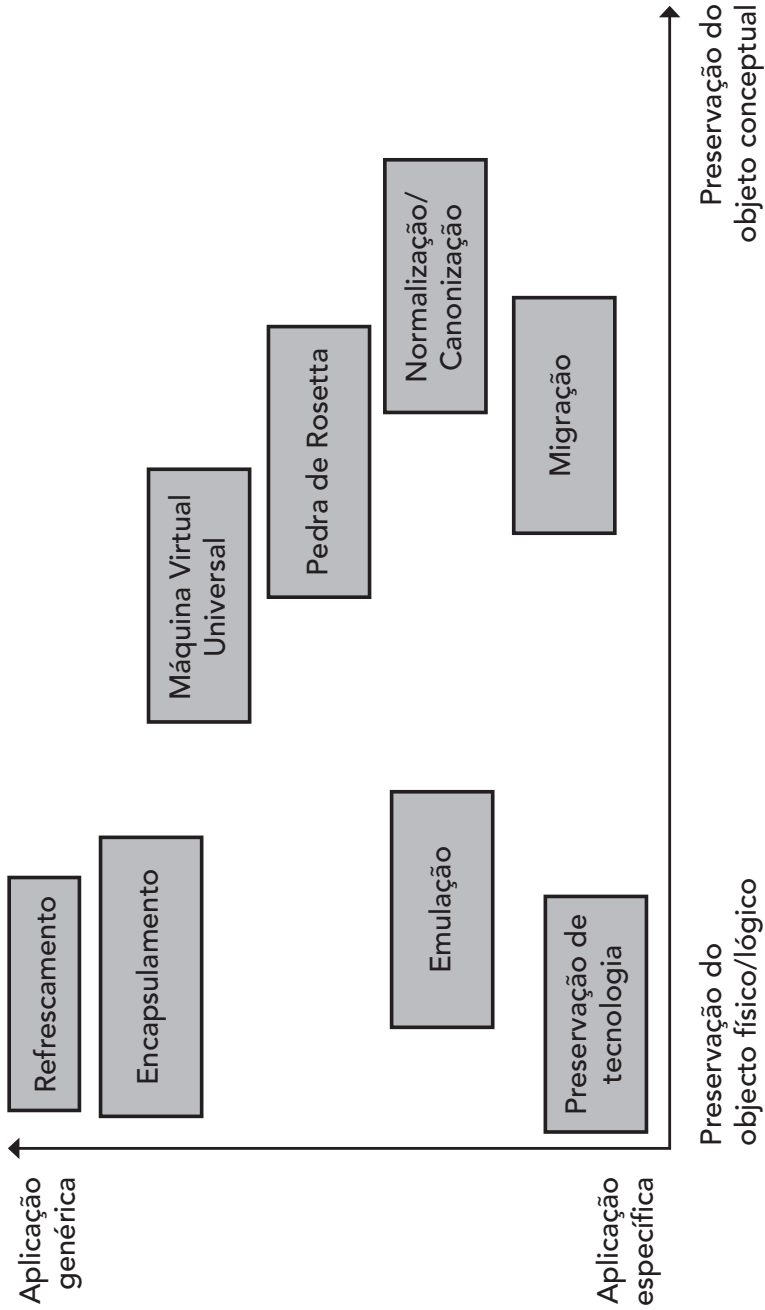 Aplicação
genérica
Refrescamento
Encapsulamento
Máquina Virtual
Universal
Pedra de Rosetta
Emulação
Normalização/
Canonização
Migração
Preservação de
tecnologia
Aplicação
específica
Preservação do
objecto físico/lógico
Preservação do
objeto conceptual